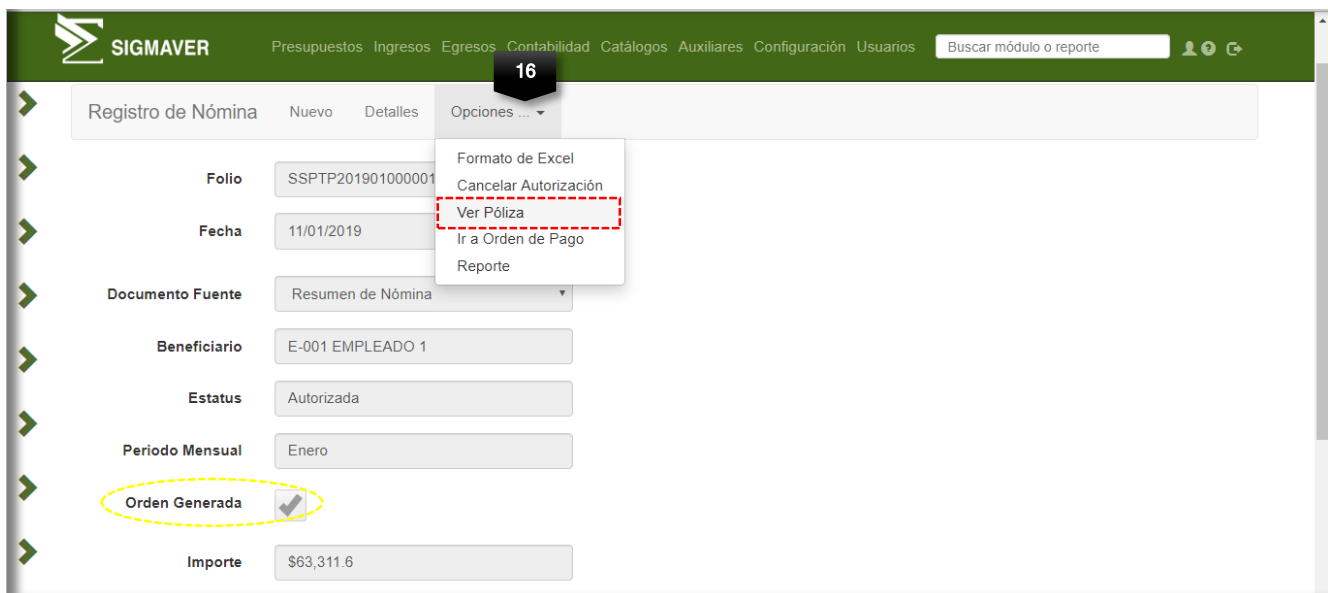 SIGMAVER Presupuestos Ingresos Egresos Contabilidad Catálogos Auxiliares Configuración Usuarios Buscar módulo o reporte
16
Registro de Nómina Nuevo Detalles Opciones ...
Formato de Excel
Folio SSPTP201901000001
Cancelar Autorización
Ver Póliza
Fecha 11/01/2019
Ir a Orden de Pago
Reporte
Documento Fuente Resumen de Nómina
Beneficiario E-001 EMPLEADO 1
Estatus Autorizada
Periodo Mensual Enero
Orden Generada
Importe $63,311.6